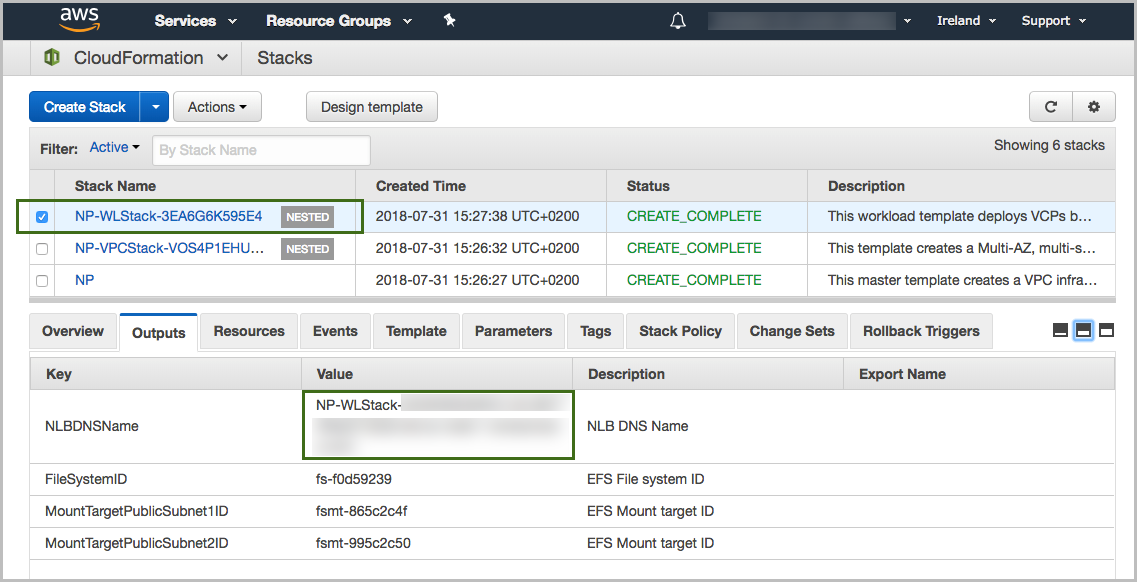 aws Services Resource Groups Ireland Support
CloudFormation Stacks
Create Stack Actions Design template
Filter: Active By Stack Name Showing 6 stacks
Stack Name Created Time Status Description
NP-WLStack-3EA6G6K595E4 NESTED 2018-07-31 15:27:38 UTC+0200 CREATE_COMPLETE This workload template deploys VCPs b...
NP-VPCStack-VOS4P1EHU... NESTED 2018-07-31 15:26:32 UTC+0200 CREATE_COMPLETE This template creates a Multi-AZ, multi-s...
NP 2018-07-31 15:26:27 UTC+0200 CREATE_COMPLETE This master template creates a VPC infra...
Overview Outputs Resources Events Template Parameters Tags Stack Policy Change Sets Rollback Triggers
Key Value Description Export Name
NP-WLStack-
NLBDNSName NLB DNS Name
FileSystemID fs-f0d59239 EFS File system ID
MountTargetPublicSubnet1ID fsmt-865c2c4f EFS Mount target ID
MountTargetPublicSubnet2ID fsmt-995c2c50 EFS Mount target ID